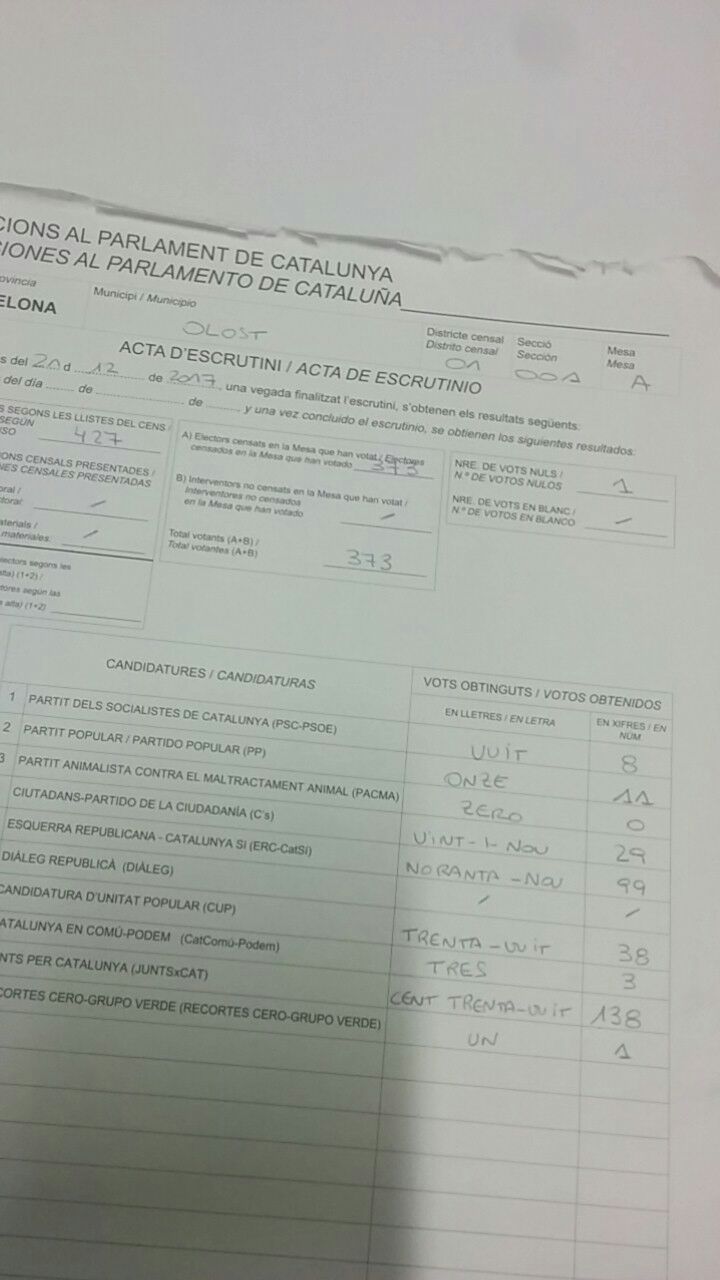 CIONS AL PARLAMENT DE CATALUNYA
CIONES AL PARLAMENTO DE CATALUÑA
ovincia
ELONA
Municipi / Municipio
OLOST
Districte censal
Distrito censal
01
Secció
Sección
001
Mesa
Mesa
A
ACTA D'ESCRUTINI / ACTA DE ESCRUTINIO
s del 21 d 12 de 2017, una vegada finalitzat l'escrutini, s'obtenen els resultats següents:
del día ........ de ........ de ........ y una vez concluido el escrutinio, se obtienen los siguientes resultados:
S SEGONS LES LLISTES DEL CENS /
SEGÚN
NSO
427
ONS CENSALS PRESENTADES /
NES CENSALES PRESENTADAS
oral /
toral: /
aterials /
materiales: /
lectors segons les
alta) (1+2) /
tores según las
s alta) (1+2)
A) Electors censats en la Mesa que han votat / Electores
censados en la Mesa que han votado 373
B) Interventors no censats en la Mesa que han votat /
Interventores no censados
en la Mesa que han votado /
Total votants (A+B) /
Total votantes (A+B)
373
NRE. DE VOTS NULS /
N.º DE VOTOS NULOS 1
NRE. DE VOTS EN BLANC /
N.º DE VOTOS EN BLANCO /
CANDIDATURES / CANDIDATURAS
VOTS OBTINGUTS / VOTOS OBTENIDOS
EN LLETRES / EN LETRA
EN XIFRES / EN
NÚM
1 PARTIT DELS SOCIALISTES DE CATALUNYA (PSC-PSOE) VUIT 8
2 PARTIT POPULAR / PARTIDO POPULAR (PP) ONZE 11
3 PARTIT ANIMALISTA CONTRA EL MALTRACTAMENT ANIMAL (PACMA) ZERO 0
CIUTADANS-PARTIDO DE LA CIUDADANÍA (C's) VINT-I-NOU 29
ESQUERRA REPUBLICANA - CATALUNYA SÍ (ERC-CatSí) NORANTA-NOU 99
DIÀLEG REPUBLICÀ (DIÀLEG) / /
CANDIDATURA D'UNITAT POPULAR (CUP) TRENTA-VUIT 38
ATALUNYA EN COMÚ-PODEM (CatComú-Podem) TRES 3
NTS PER CATALUNYA (JUNTSxCAT) CENT TRENTA-VUIT 138
CORTES CERO-GRUPO VERDE (RECORTES CERO-GRUPO VERDE) UN 1